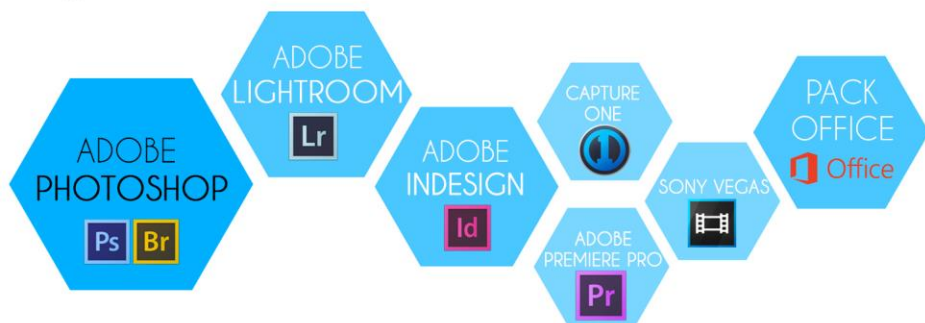 ADOBE
PHOTOSHOP
Ps Br
ADOBE
LIGHTROOM
Lr
ADOBE
INDESIGN
Id
CAPTURE
ONE
1
ADOBE
PREMIERE PRO
Pr
SONY VEGAS
PACK
OFFICE
Office